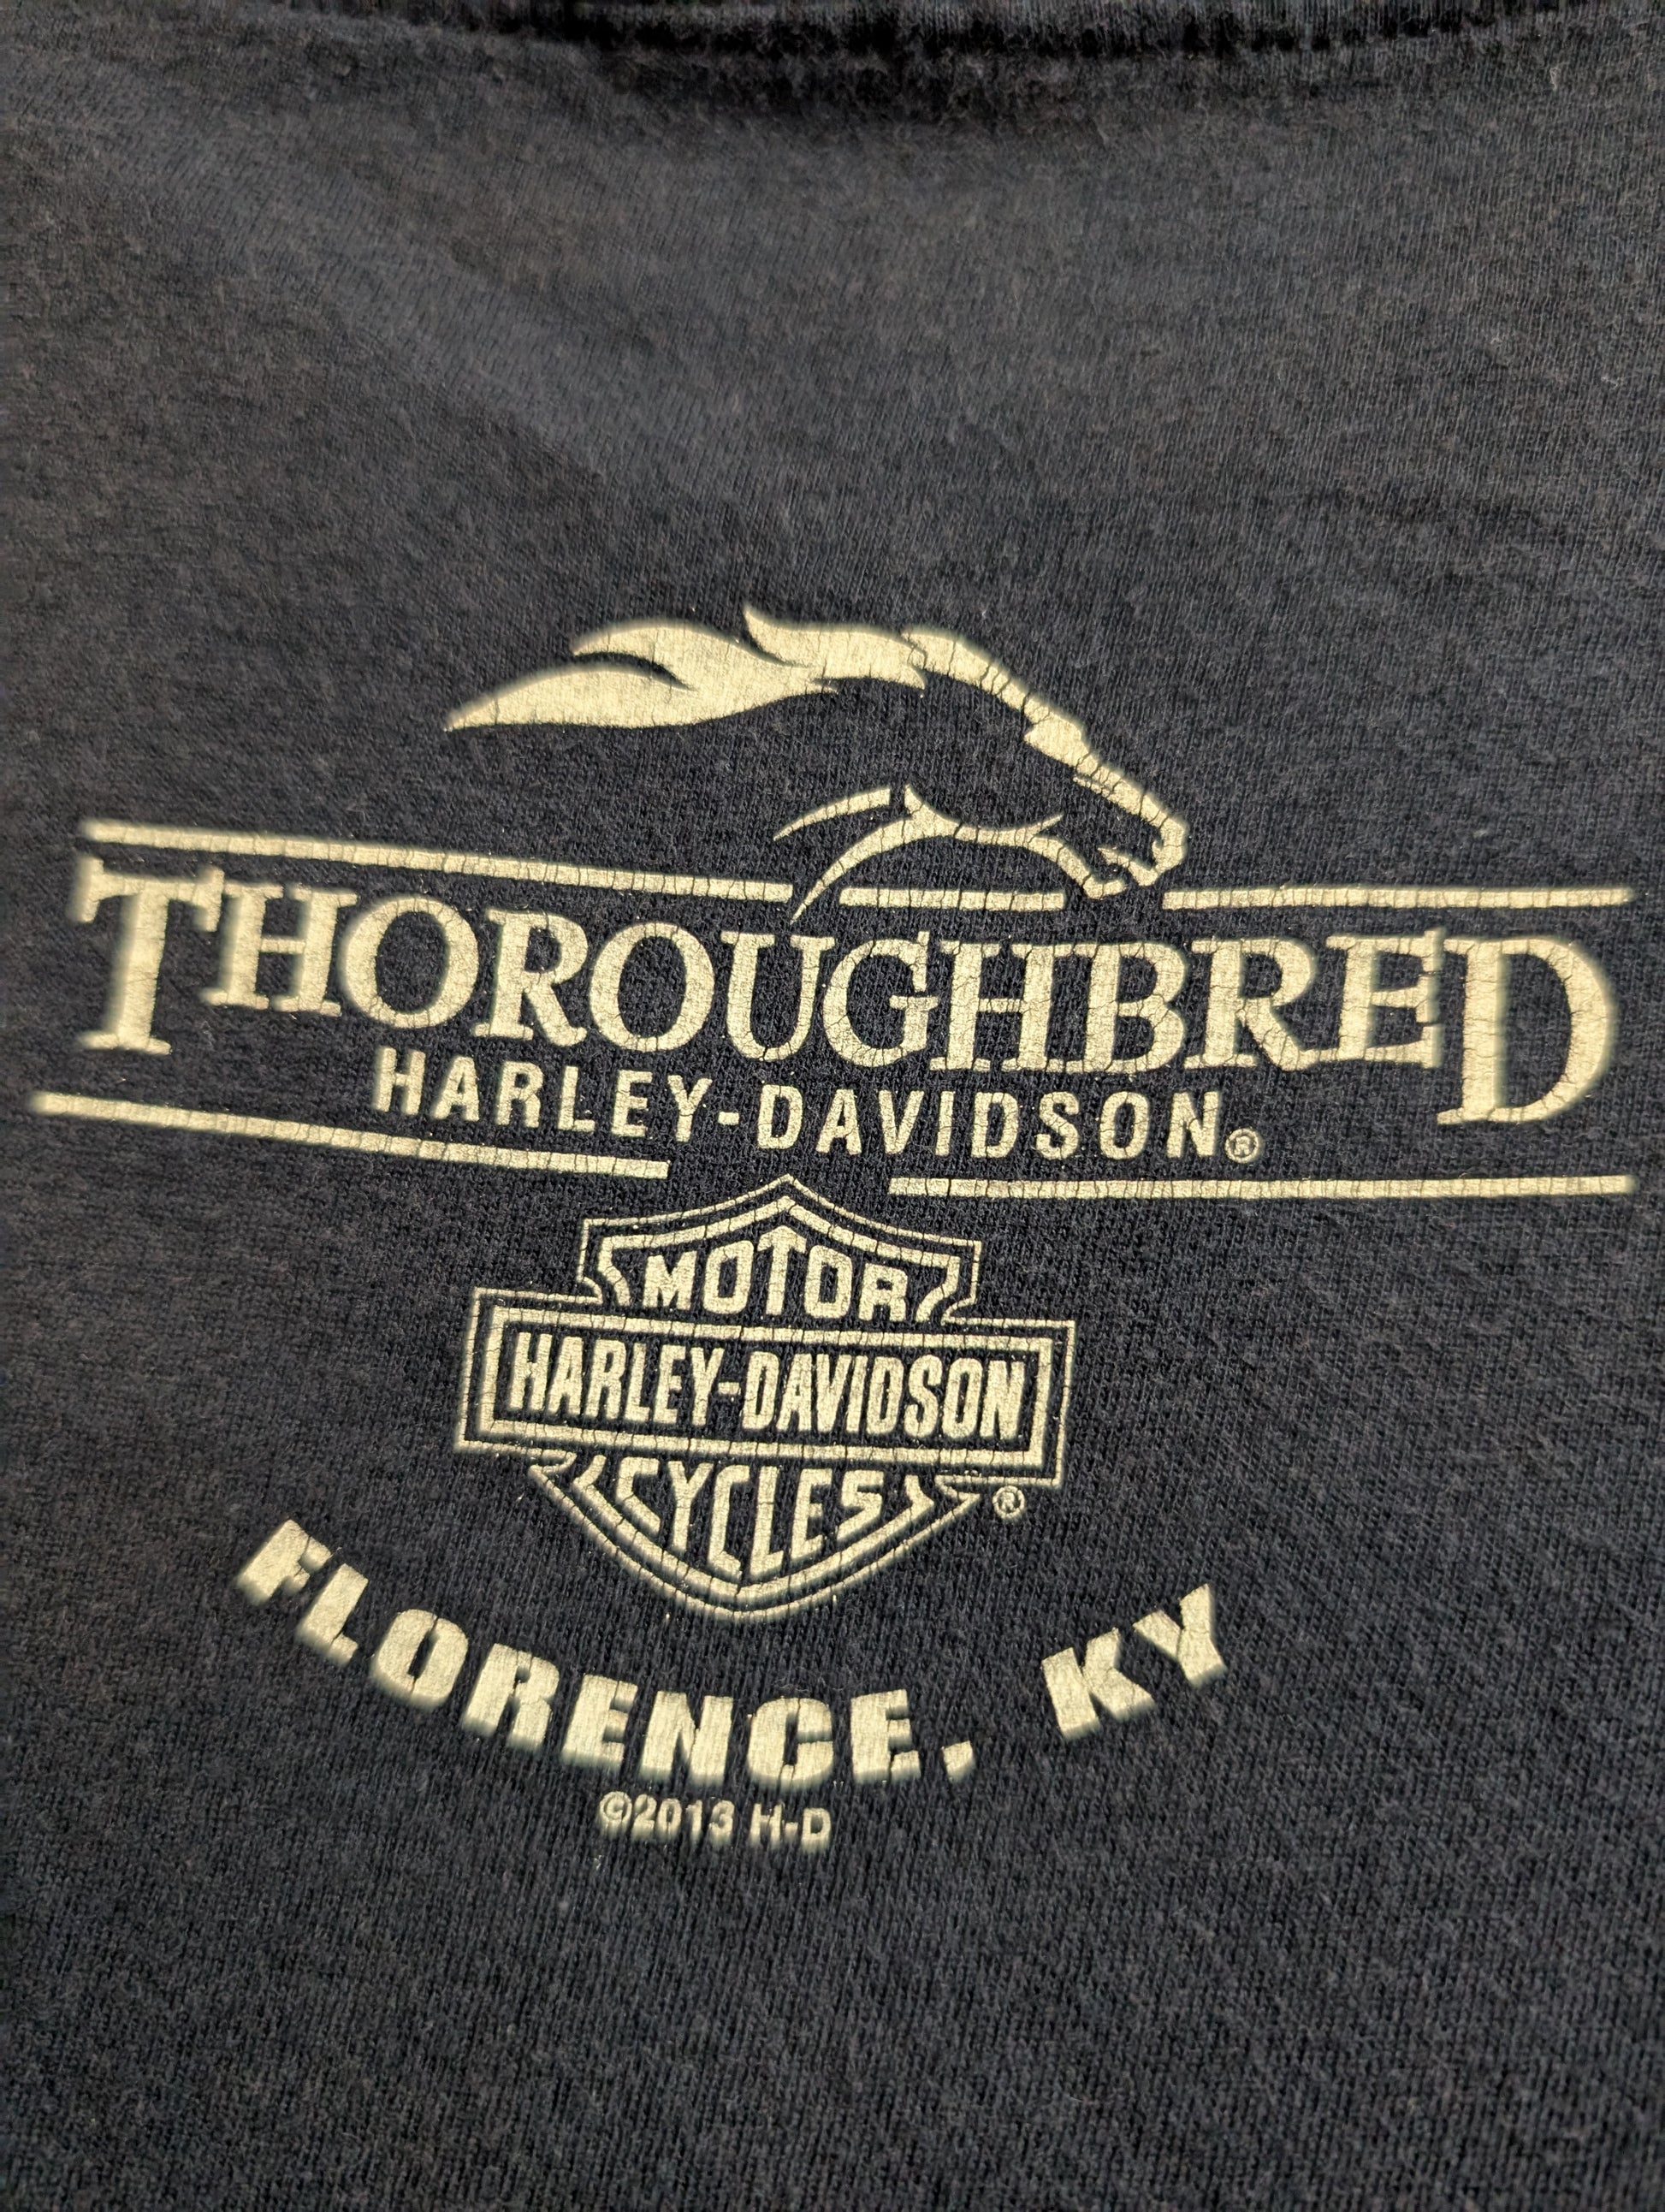 THOROUGHBRED
HARLEY-DAVIDSON®
MOTOR
HARLEY-DAVIDSON
CYCLES®
FLORENCE, KY
©2013 H-D